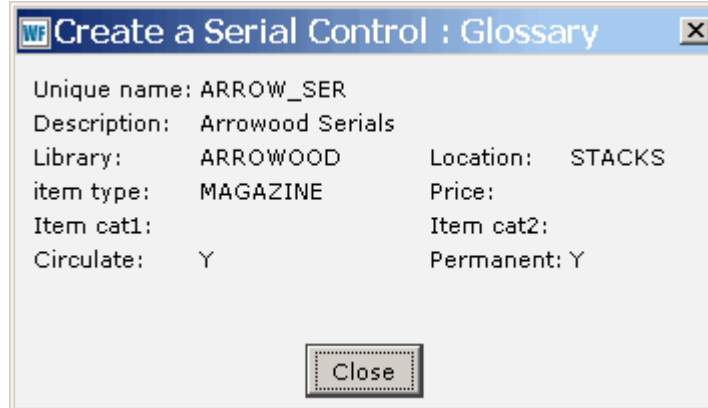 WF Create a Serial Control : Glossary
Unique name: ARROW_SER
Description: Arrowood Serials
Library: ARROWOOD Location: STACKS
item type: MAGAZINE Price:
Item cat1: Item cat2:
Circulate: Y Permanent: Y
Close